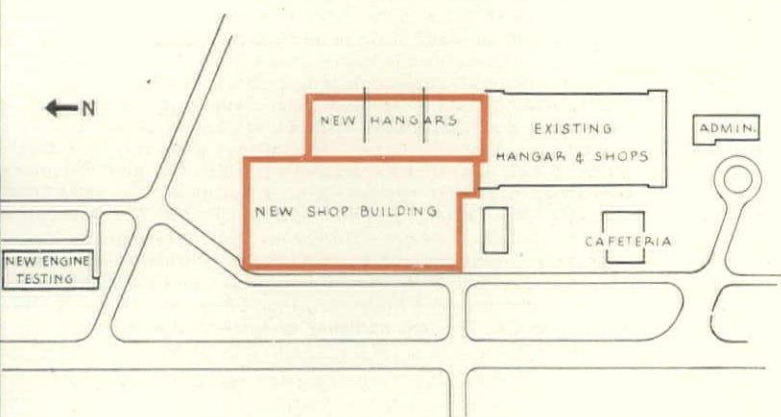 N
NEW HANGARS
EXISTING
HANGAR & SHOPS
ADMIN.
NEW SHOP BUILDING
CAFETERIA
NEW ENGINE
TESTING